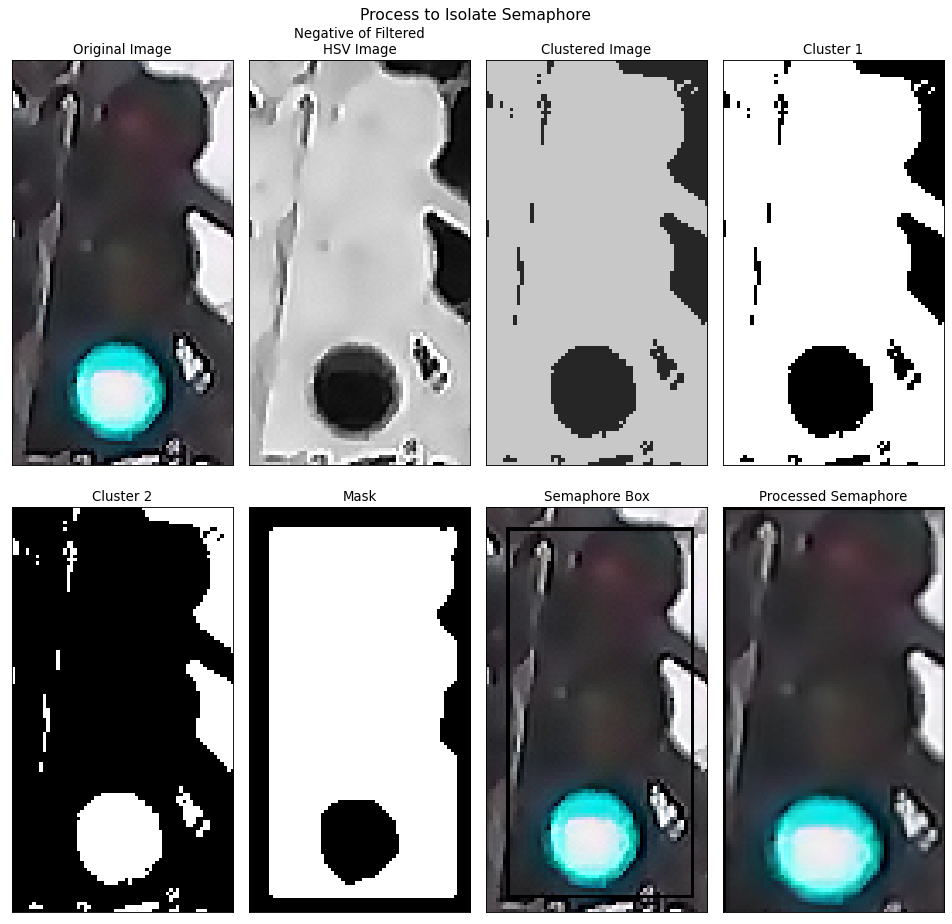 Process to Isolate Semaphore
Original Image
Negative of Filtered
HSV Image
Clustered Image
Cluster 1
Cluster 2
Mask
Semaphore Box
Processed Semaphore